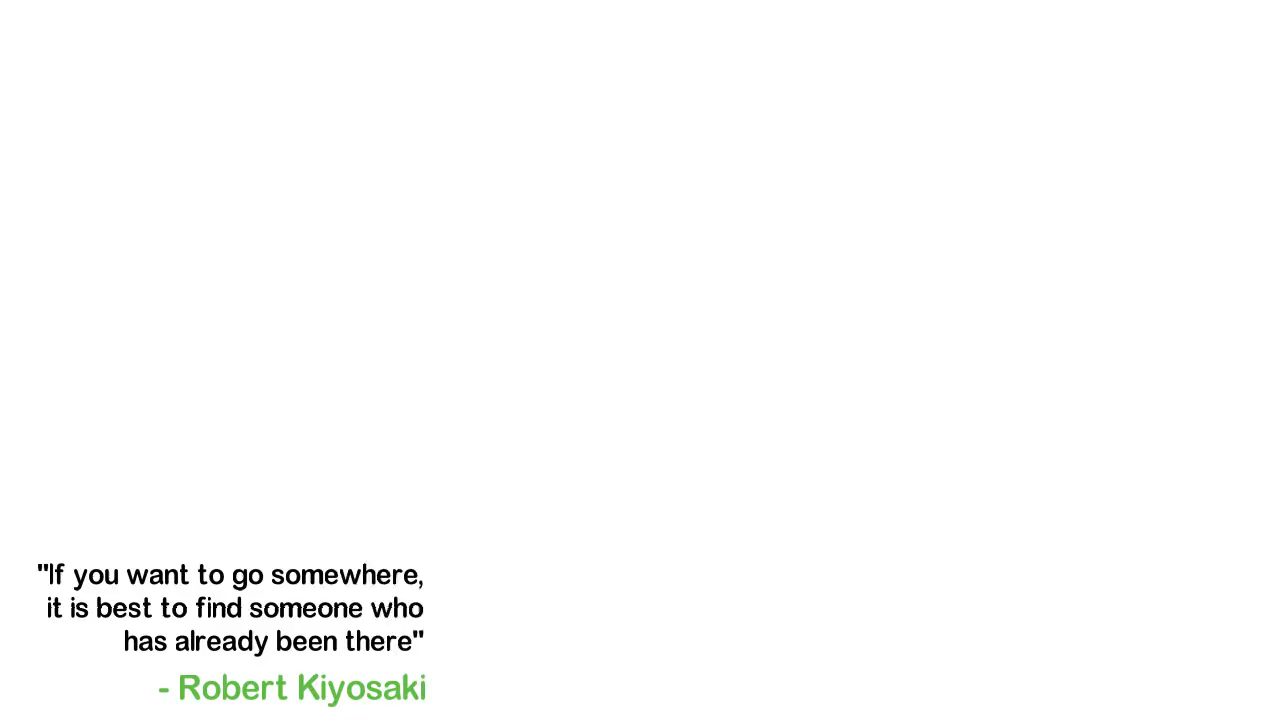 "If you want to go somewhere,
it is best to find someone who
has already been there"
- Robert Kiyosaki